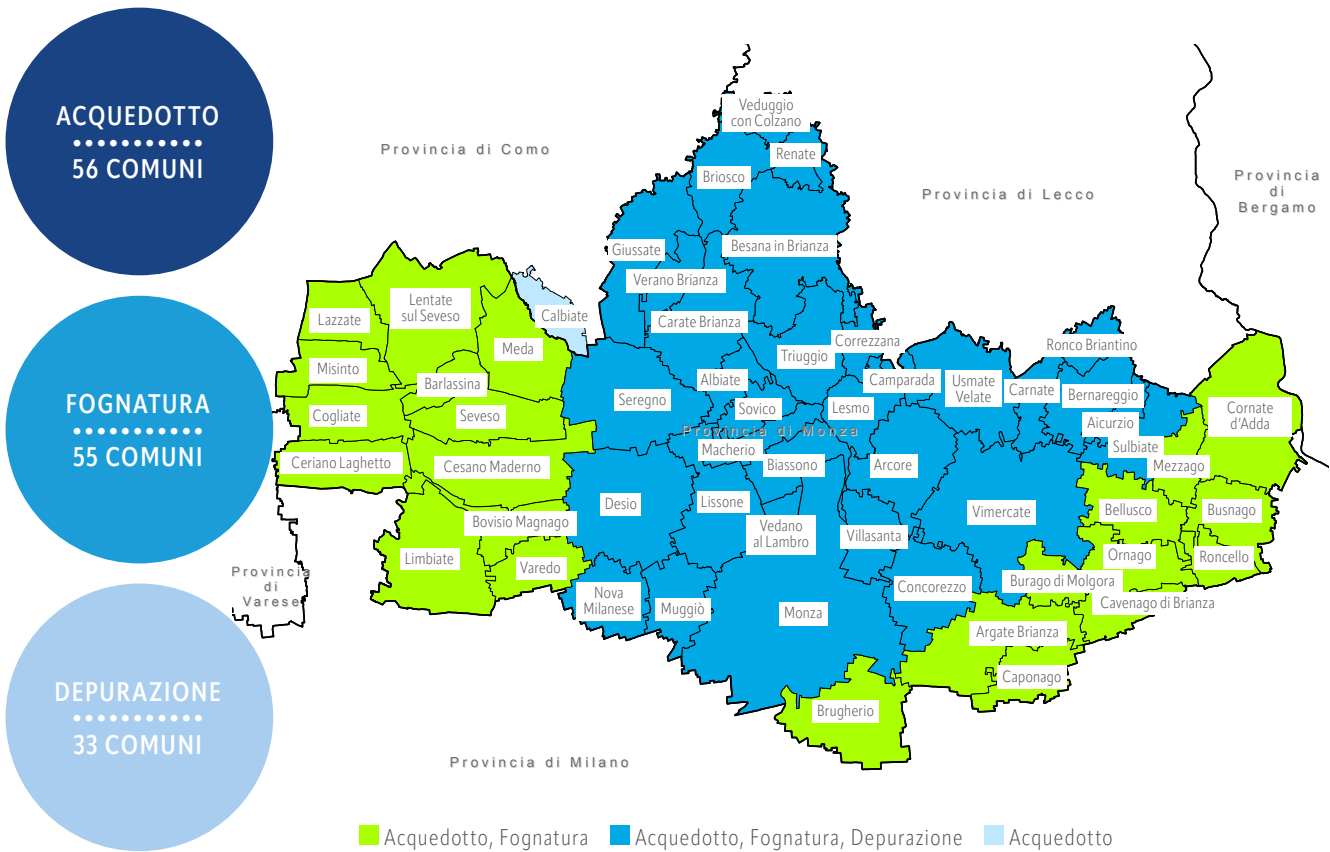 ACQUEDOTTO
56 COMUNI
FOGNATURA
55 COMUNI
DEPURAZIONE
33 COMUNI
Provincia di Como
Provincia di Lecco
Provincia
di
Bergamo
Provincia
di
Varese
Provincia di Milano
Provincia di Monza
Veduggio
con Colzano
Renate
Briosco
Giussate
Besana in Brianza
Verano Brianza
Carate Brianza
Lazzate
Lentate
sul Seveso
Calbiate
Meda
Misinto
Barlassina
Cogliate
Seveso
Ceriano Laghetto
Cesano Maderno
Bovisio Magnago
Limbiate
Varedo
Seregno
Albiate
Triuggio
Correzzana
Sovico
Lesmo
Camparada
Usmate
Velate
Carnate
Ronco Briantino
Bernareggio
Aicurzio
Sulbiate
Mezzago
Cornate
d'Adda
Macherio
Biassono
Arcore
Desio
Lissone
Vedano
al Lambro
Villasanta
Vimercate
Bellusco
Busnago
Ornago
Roncello
Nova
Milanese
Muggiò
Monza
Concorezzo
Burago di Molgora
Cavenago di Brianza
Argate Brianza
Caponago
Brugherio
Acquedotto, Fognatura
Acquedotto, Fognatura, Depurazione
Acquedotto